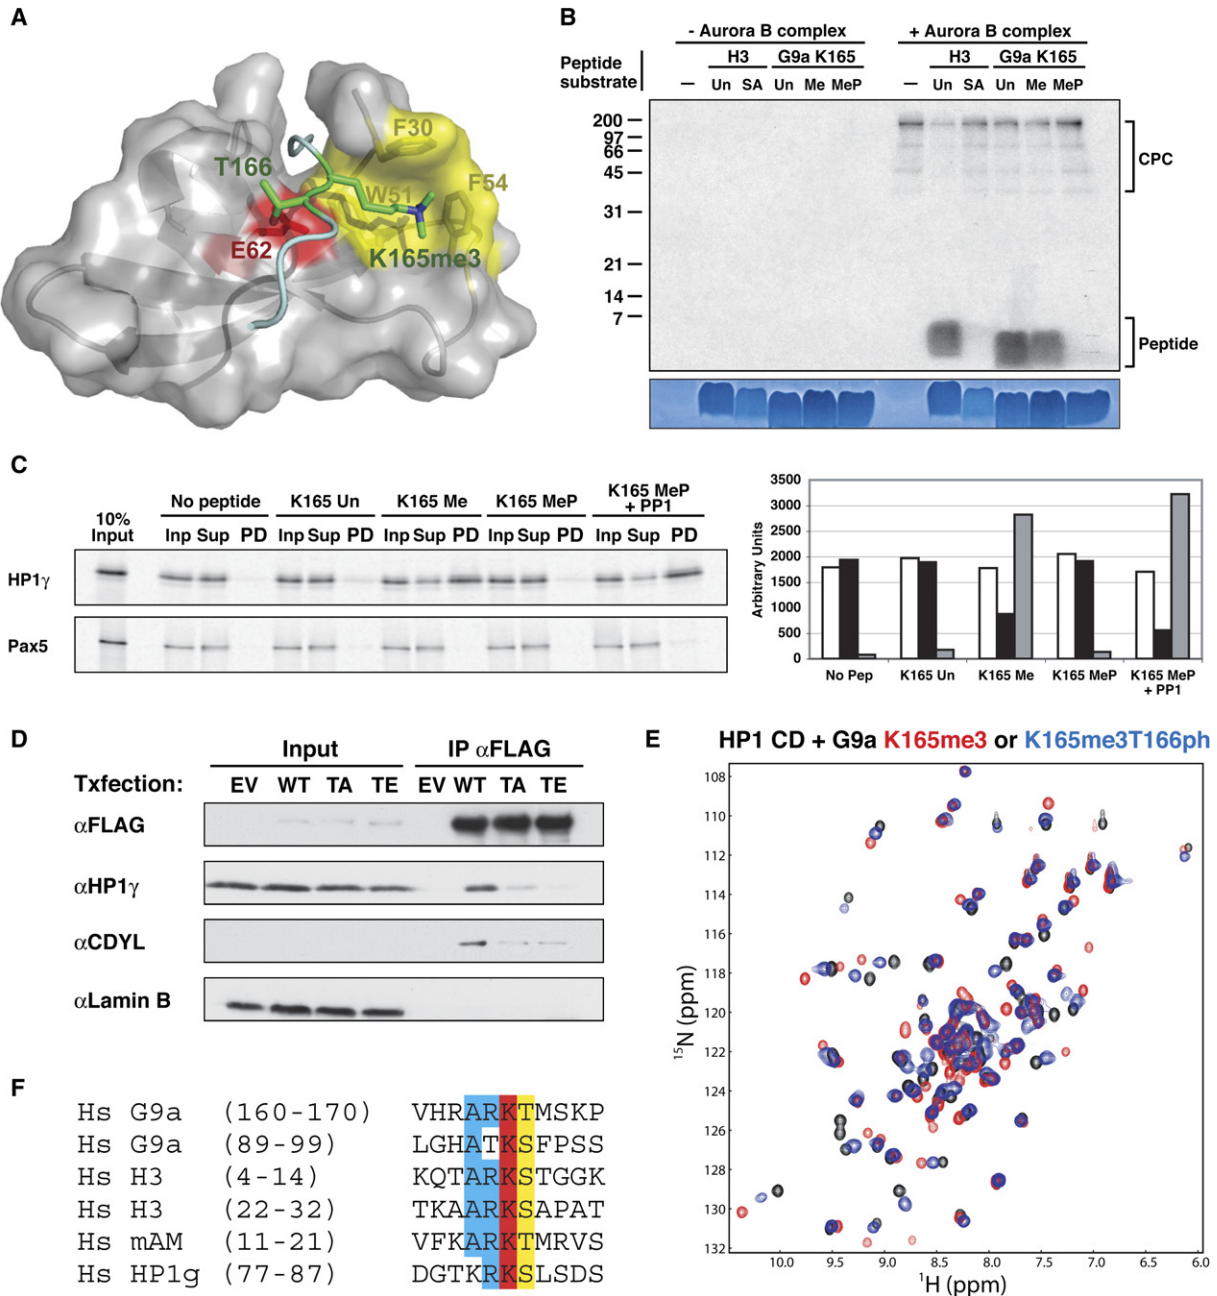 A
F30
T166
W51
F54
E62
K165me3
B
- Aurora B complex
+ Aurora B complex
Peptide substrate
H3
G9a K165
H3
G9a K165
— Un SA Un Me MeP
— Un SA Un Me MeP
200
97
66
45
31
21
14
7
CPC
Peptide
C
10% Input
No peptide
K165 Un
K165 Me
K165 MeP
K165 MeP + PP1
Inp Sup PD Inp Sup PD Inp Sup PD Inp Sup PD Inp Sup PD
HP1γ
Pax5
Arbitrary Units
3500
3000
2500
2000
1500
1000
500
0
No Pep
K165 Un
K165 Me
K165 MeP
K165 MeP + PP1
D
Input
IP αFLAG
Txfection: EV WT TA TE EV WT TA TE
αFLAG
αHP1γ
αCDYL
αLamin B
E
HP1 CD + G9a K165me3 or K165me3T166ph
108
110
112
114
116
118
120
122
124
126
128
130
132
15N (ppm)
10.0 9.5 9.0 8.5 8.0 7.5 7.0 6.5 6.0
1H (ppm)
F
Hs G9a (160-170) VHRARKTMSKP
Hs G9a (89-99) LGHATKSFPSS
Hs H3 (4-14) KQTARKSTGGK
Hs H3 (22-32) TKAARKSAPAT
Hs mAM (11-21) VFKARKTMRVS
Hs HP1g (77-87) DGTKRKSLSDS